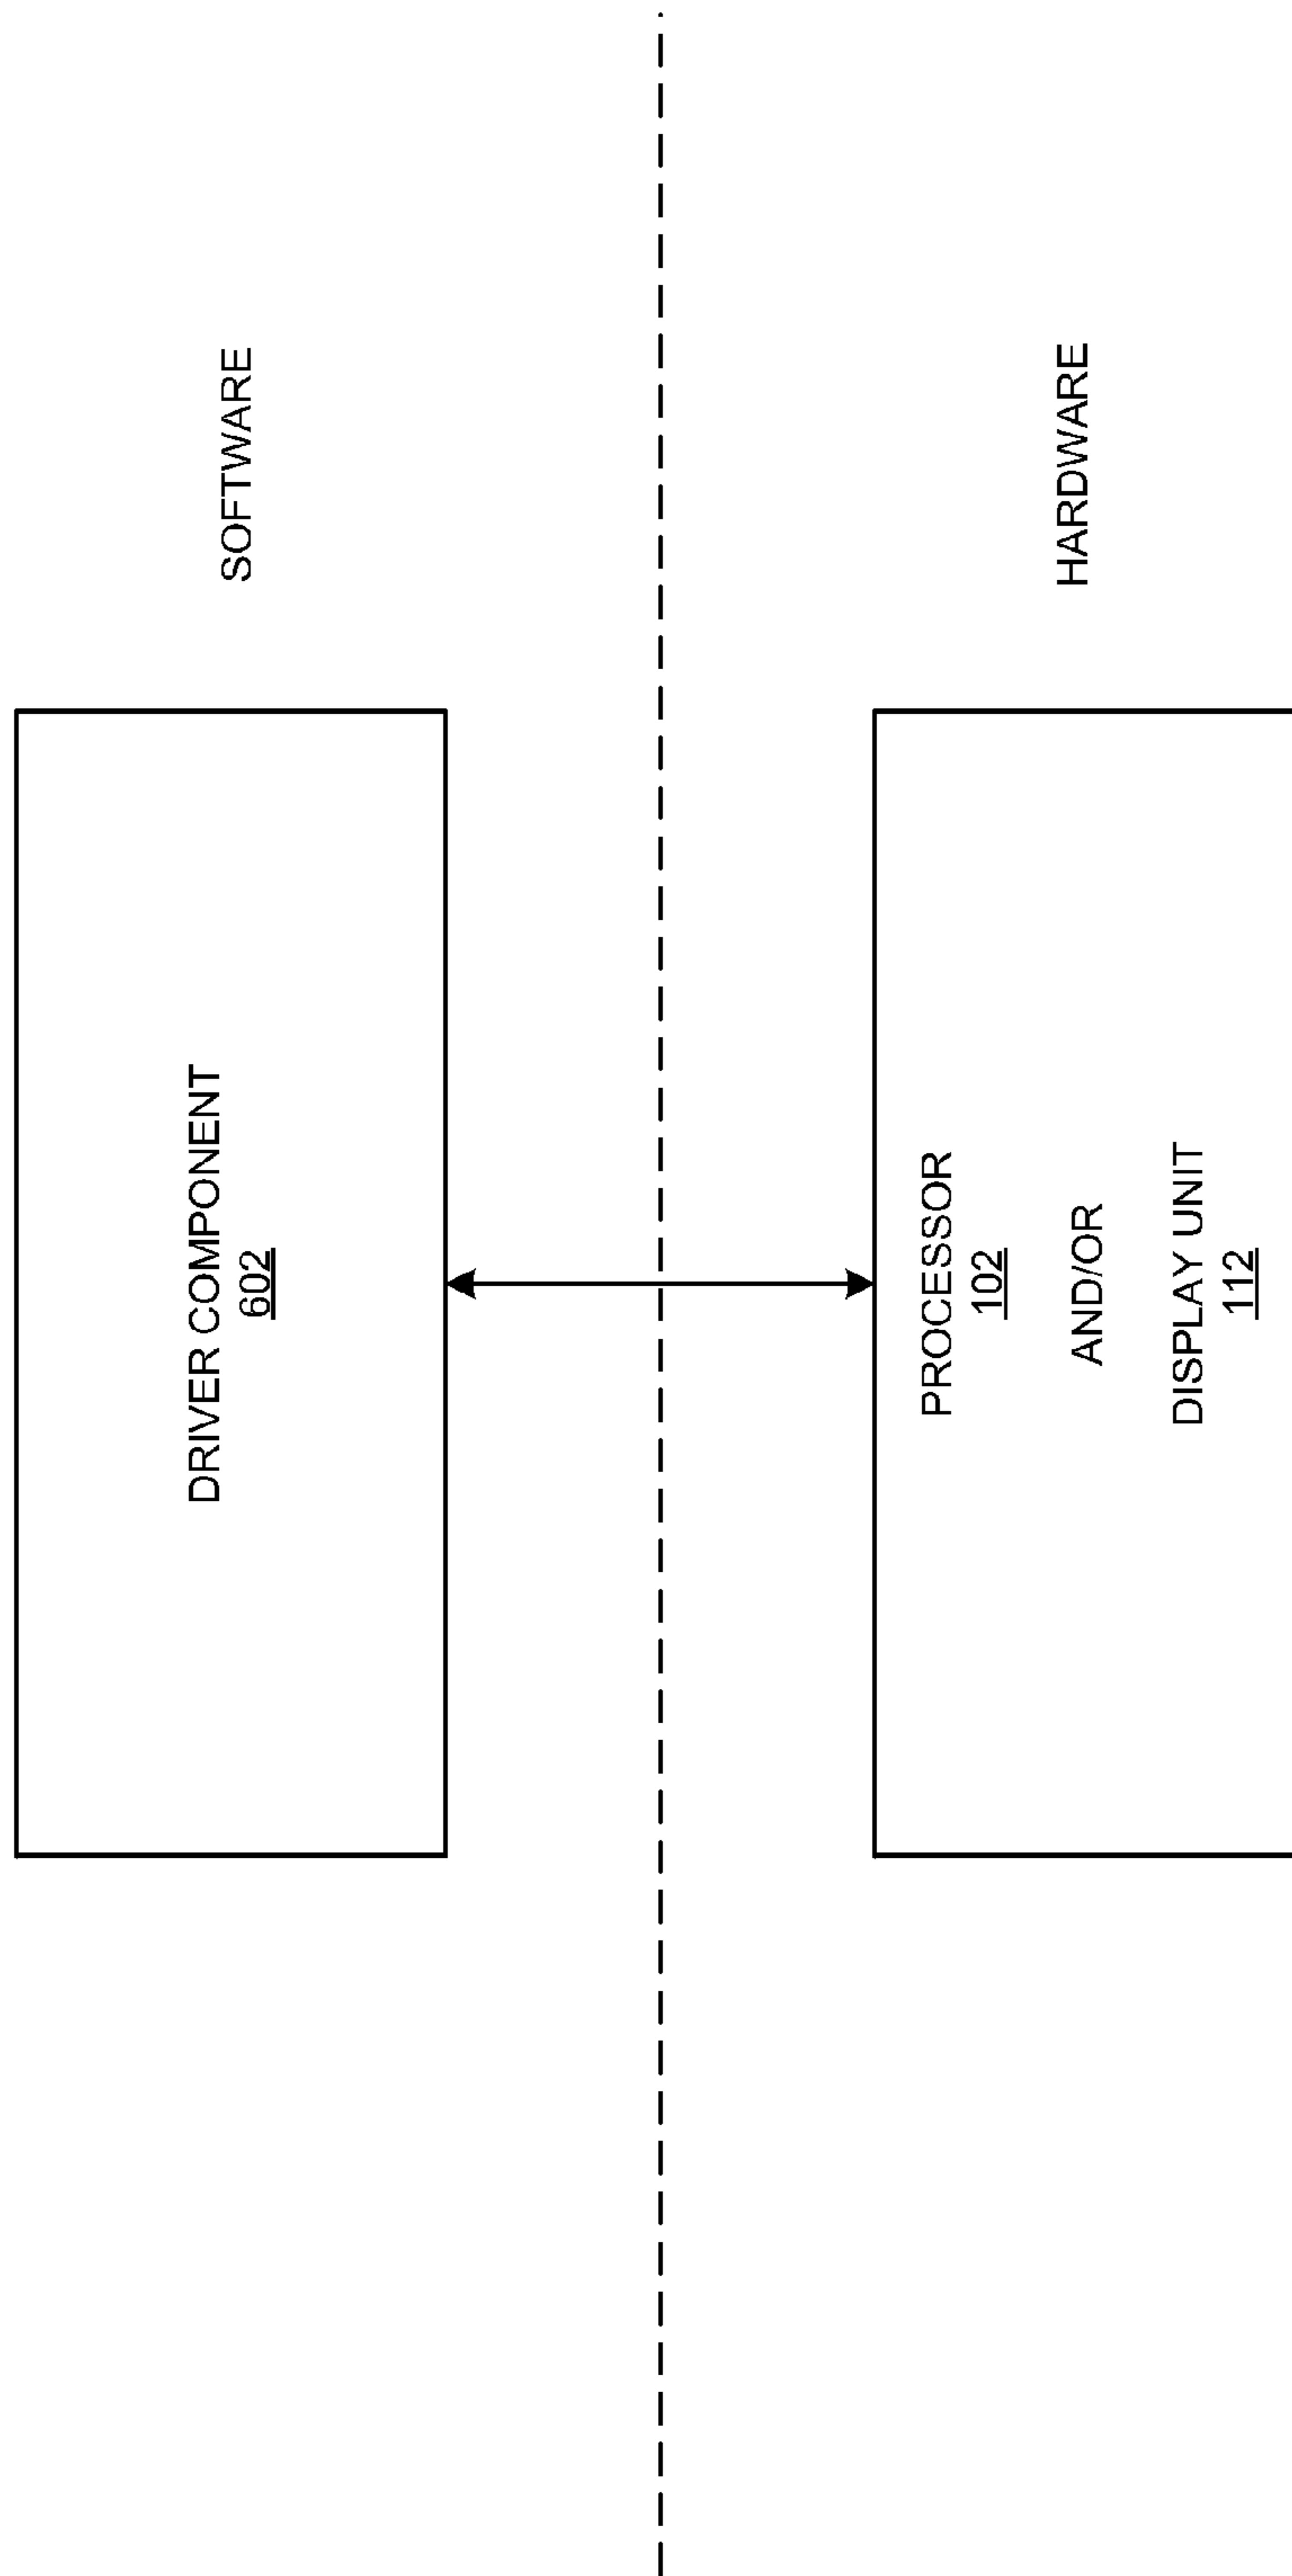 DRIVER COMPONENT
602
SOFTWARE
PROCESSOR
102
AND/OR
DISPLAY UNIT
112
HARDWARE